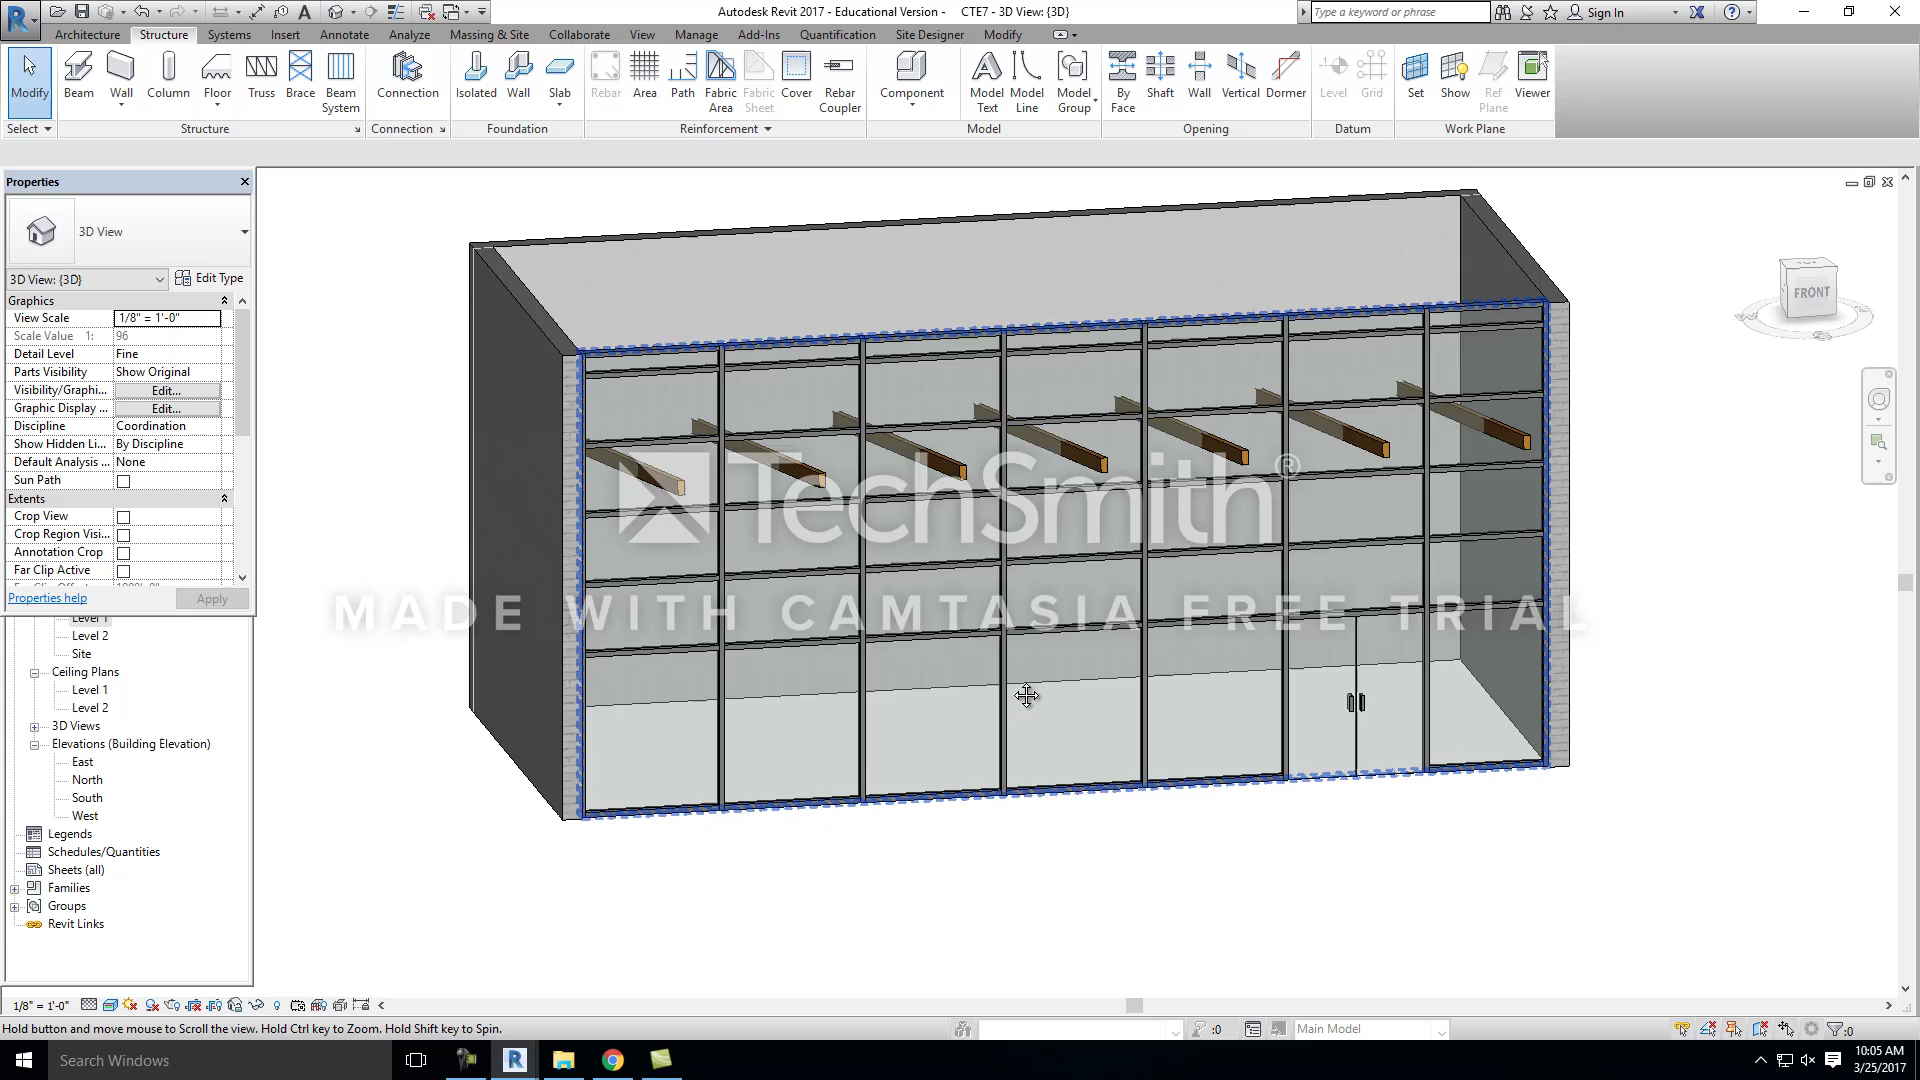 Autodesk Revit 2017 - Educational Version - CTE7 - 3D View: {3D}
Type a keyword or phrase
Sign In
Architecture Structure Systems Insert Annotate Analyze Massing & Site Collaborate View Manage Add-Ins Quantification Site Designer Modify
Modify Beam Wall Column Floor Truss Brace Beam System Connection Isolated Wall Slab Rebar Area Path Fabric Area Fabric Sheet Cover Rebar Coupler Component Model Text Model Line Model Group By Face Shaft Wall Vertical Dormer Level Grid Set Show Ref Plane Viewer
Select Structure Connection Foundation Reinforcement Model Opening Datum Work Plane
Properties
3D View
3D View: {3D} Edit Type
Graphics
View Scale 1/8" = 1'-0"
Scale Value 1: 96
Detail Level Fine
Parts Visibility Show Original
Visibility/Graphi... Edit...
Graphic Display ... Edit...
Discipline Coordination
Show Hidden Li... By Discipline
Default Analysis ... None
Sun Path
Extents
Crop View
Crop Region Visi...
Annotation Crop
Far Clip Active
Properties help Apply
Level 1
Level 2
Site
Ceiling Plans
Level 1
Level 2
3D Views
Elevations (Building Elevation)
East
North
South
West
Legends
Schedules/Quantities
Sheets (all)
Families
Groups
Revit Links
FRONT
TechSmith®
MADE WITH CAMTASIA FREE TRIAL
1/8" = 1'-0"
Hold button and move mouse to Scroll the view. Hold Ctrl key to Zoom. Hold Shift key to Spin.
:0
Main Model
:0
Search Windows
10:05 AM
3/25/2017